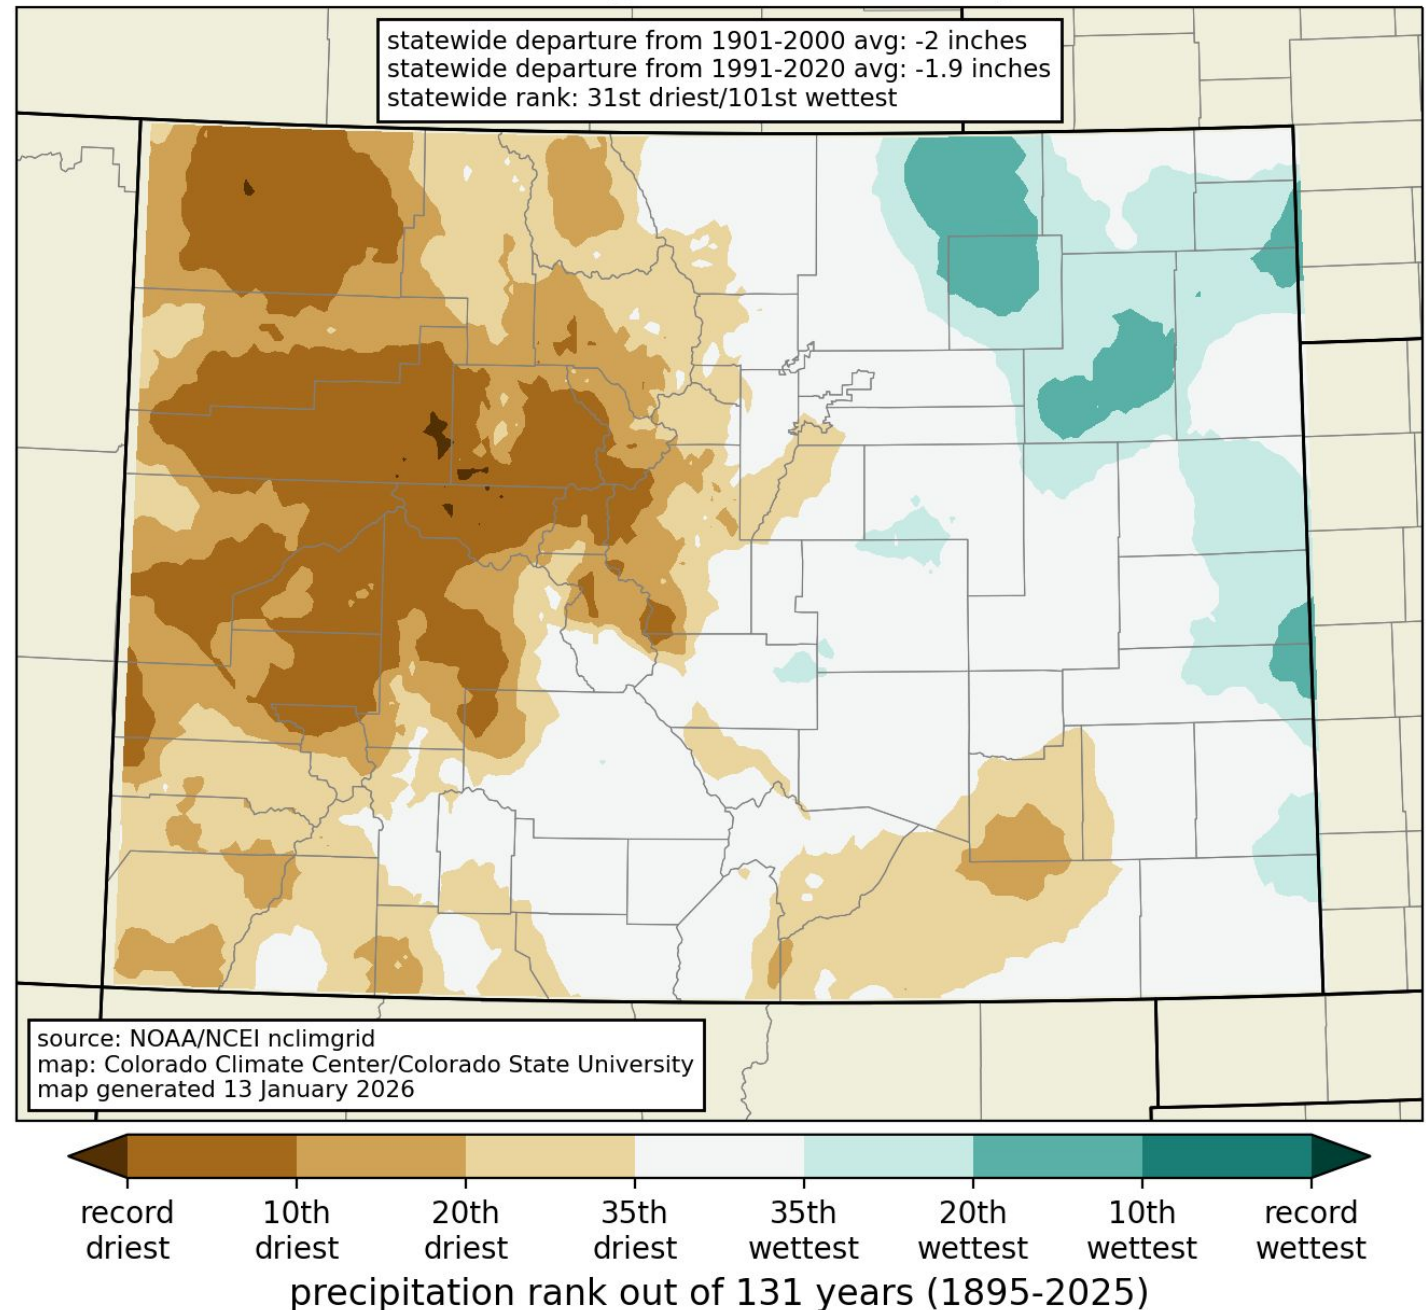 statewide departure from 1901-2000 avg: -2 inches
statewide departure from 1991-2020 avg: -1.9 inches
statewide rank: 31st driest/101st wettest
source: NOAA/NCEI nclimgrid
map: Colorado Climate Center/Colorado State University
map generated 13 January 2026
record driest
10th driest
20th driest
35th driest
35th wettest
20th wettest
10th wettest
record wettest
precipitation rank out of 131 years (1895-2025)